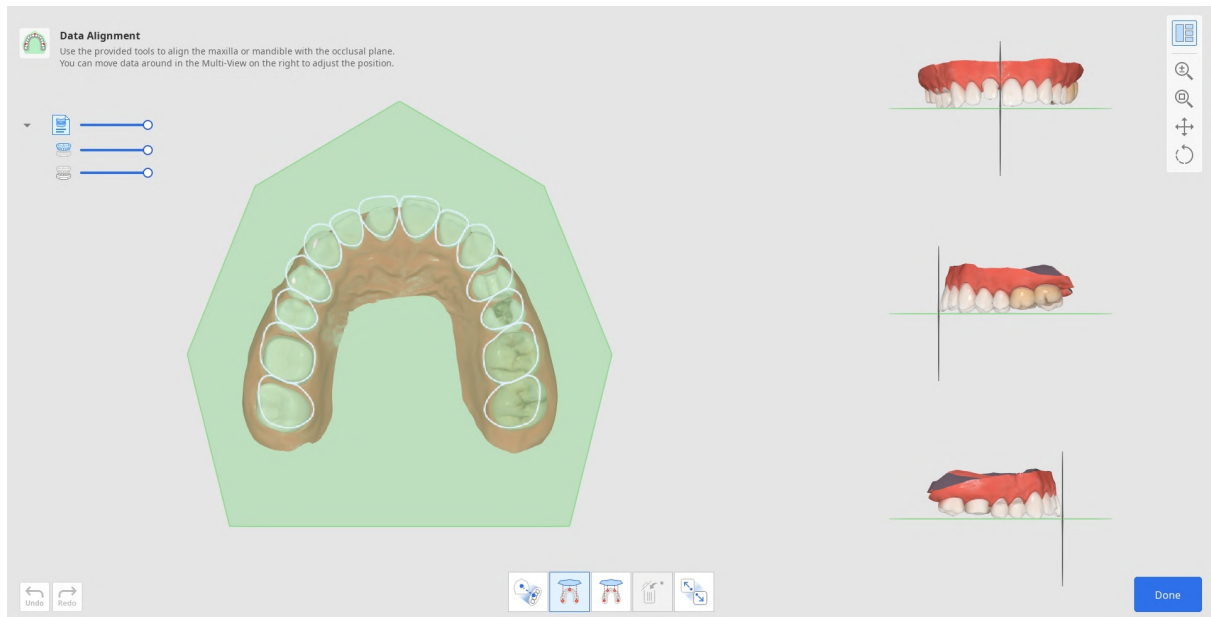 Data Alignment
Use the provided tools to align the maxilla or mandible with the occlusal plane.
You can move data around in the Multi-View on the right to adjust the position.
Undo
Redo
Done